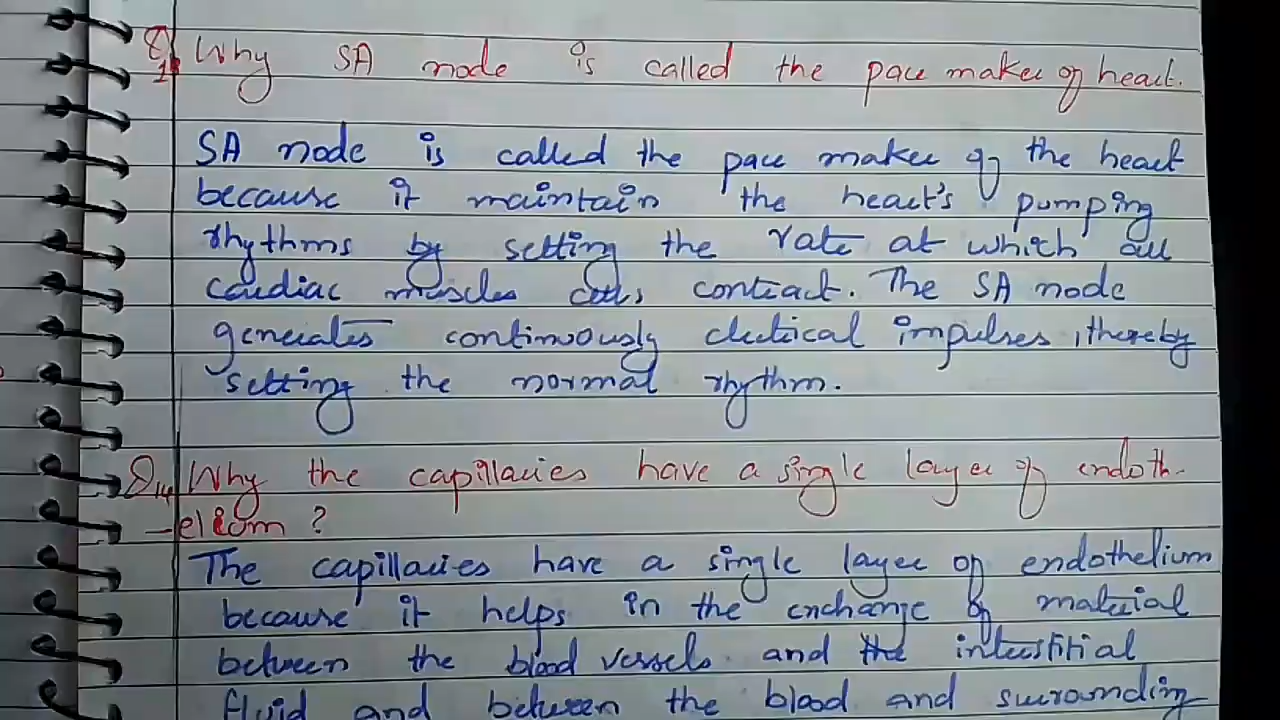 Q1 Why SA node is called the pace maker of heart.
SA node is called the pace maker of the heart
because it maintain the heart's pumping
rhythms by setting the rate at which all
cardiac muscles cells contract. The SA node
generates continuously electrical impulses, thereby
setting the normal rhythm.
Q14 Why the capillaries have a single layer of endoth-
-eliom ?
The capillaries have a single layer of endothelium
because it helps in the exchange of material
between the blood vessels and the interstitial
fluid and between the blood and surrounding